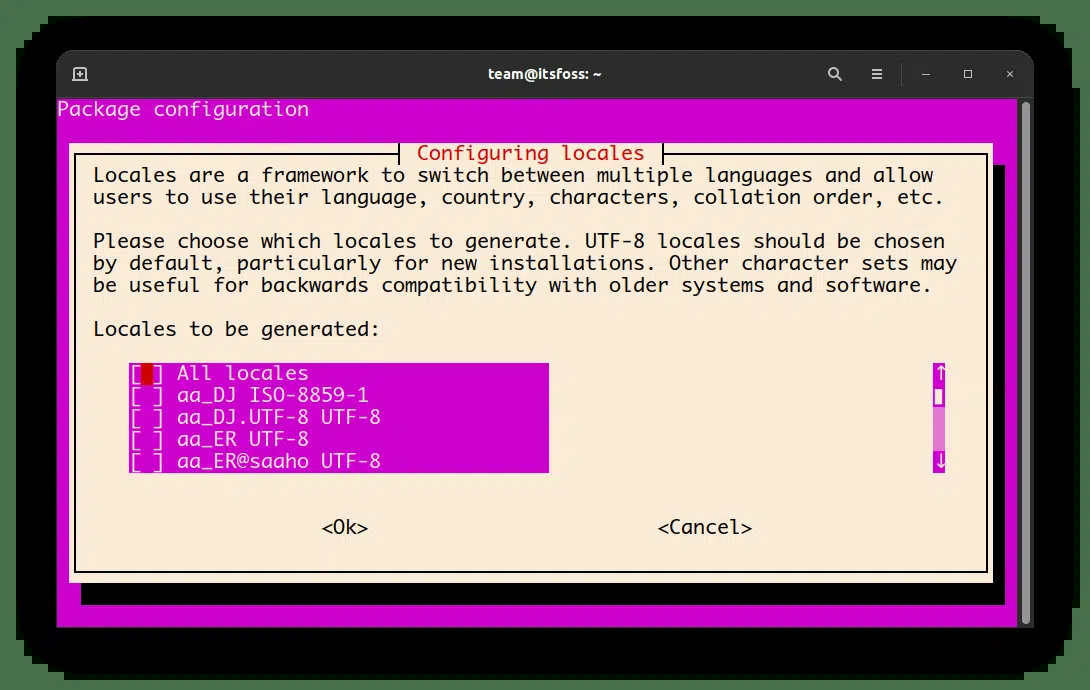 team@itsfoss: ~
Package configuration
Configuring locales
Locales are a framework to switch between multiple languages and allow
users to use their language, country, characters, collation order, etc.
Please choose which locales to generate. UTF-8 locales should be chosen
by default, particularly for new installations. Other character sets may
be useful for backwards compatibility with older systems and software.
Locales to be generated:
[ ] All locales
[ ] aa_DJ ISO-8859-1
[ ] aa_DJ.UTF-8 UTF-8
[ ] aa_ER UTF-8
[ ] aa_ER@saaho UTF-8
<Ok> <Cancel>